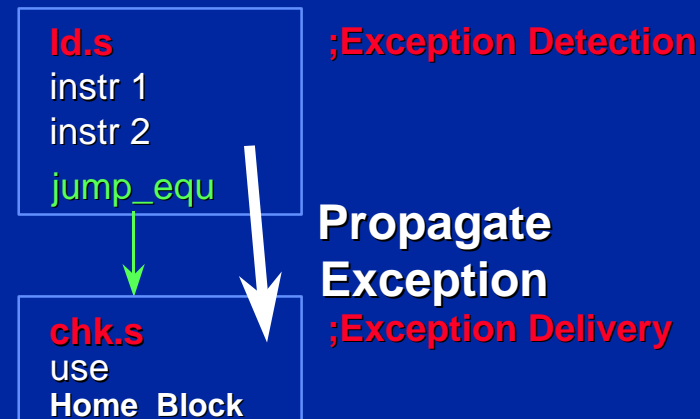 ld.s ;Exception Detection
instr 1
instr 2
jump_equ
Propagate
Exception
chk.s ;Exception Delivery
use
Home Block